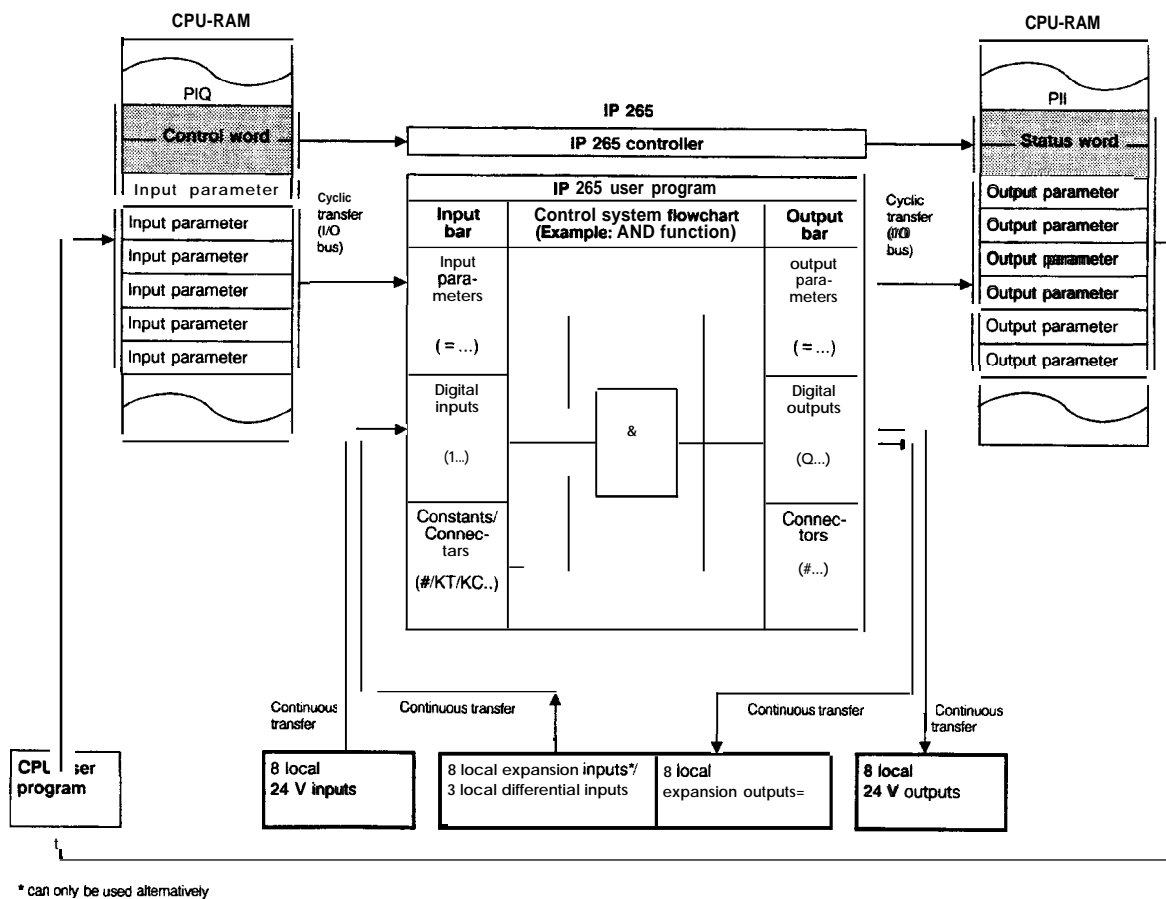 CPU-RAM
PIQ
Control word
Input parameter
Input parameter
Input parameter
Input parameter
Input parameter
Input parameter
Cyclic
transfer
(I/O
bus)
IP 265
IP 265 controller
IP 265 user program
Input
bar
Control system flowchart
(Example: AND function)
Output
bar
Input
para-
meters
( = ...)
output
para-
meters
( = ...)
Digital
inputs
(1...)
&
Digital
outputs
(Q...)
Constants/
Connec-
tars
(#/KT/KC..)
Connec-
tors
(#...)
Cyclic
transfer
bus)
CPU-RAM
PII
Status word
Output parameter
Output parameter
Output parameter
Output parameter
Output parameter
Output parameter
Continuous
transfer
Continuous transfer
Continuous transfer
Continuous
transfer
CPU ser
program
8 local
24 V inputs
8 local expansion inputs*/
3 local differential inputs
8 local
expansion outputs=
8 local
24 V outputs
t
* can only be used alternatively